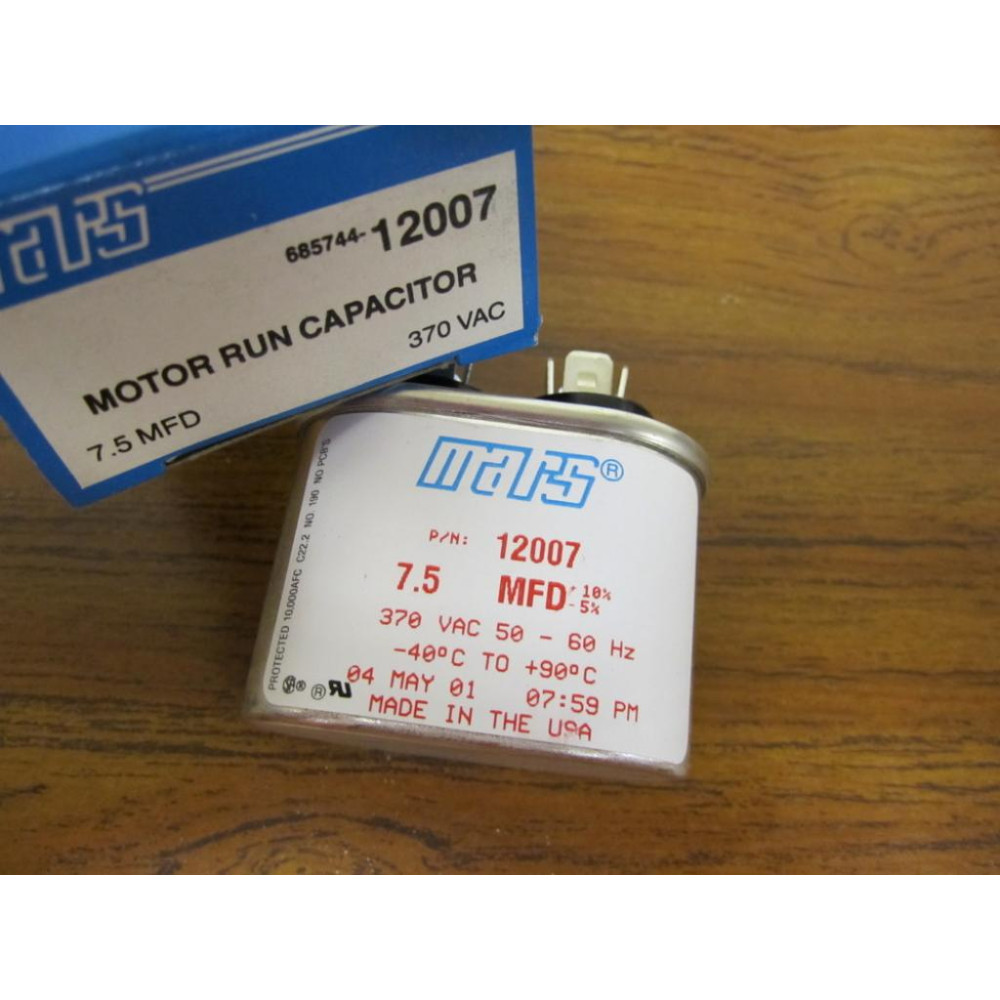 mars
685744-12007
MOTOR RUN CAPACITOR
7.5 MFD
370 VAC
mars®
P/N: 12007
7.5 MFD +10%
-5%
370 VAC 50 - 60 Hz
-40°C TO +90°C
04 MAY 01 07:59 PM
MADE IN THE USA
PROTECTED 10,000AFC C22.2 NO. 190 NO PCB'S
SA® ® RU